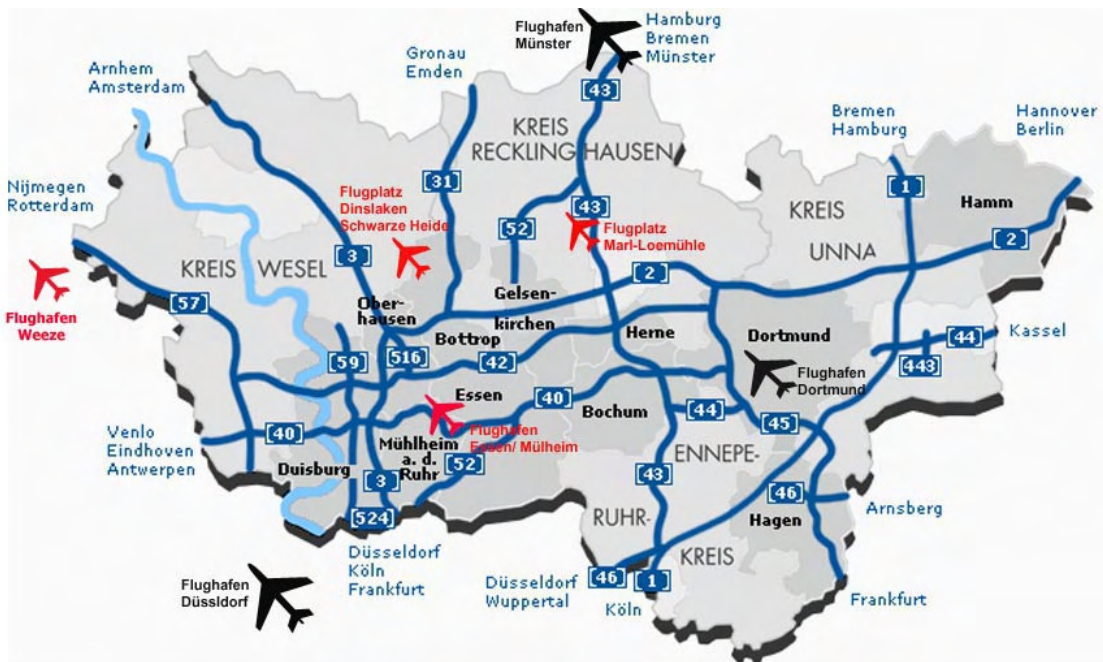 Flughafen
Münster
Hamburg
Bremen
Münster
Gronau
Emden
Arnhem
Amsterdam
43
KREIS
RECKLINGHAUSEN
Bremen
Hamburg
Hannover
Berlin
Nijmegen
Rotterdam
31
Flugplatz
Dinslaken
Schwarze Heide
43
52
Flugplatz
Marl-Loemühle
1
Hamm
KREIS
UNNA
2
KREIS WESEL
3
2
Flughafen
Weeze
57
Ober-
hausen
Gelsen-
kirchen
Bottrop
Herne
Dortmund
44
Kassel
443
59
516
42
Flughafen
Dortmund
Essen
40
Bochum
44
45
Flughafen
Essen/ Mülheim
Venlo
Eindhoven
Antwerpen
40
Duisburg
Mühlheim
a. d.
Ruhr
3
52
43
ENNEPE-
46
Hagen
Arnsberg
524
RUHR-
KREIS
Düsseldorf
Köln
Frankfurt
Flughafen
Düssldorf
Düsseldorf
Wuppertal
46
1
Köln
Frankfurt